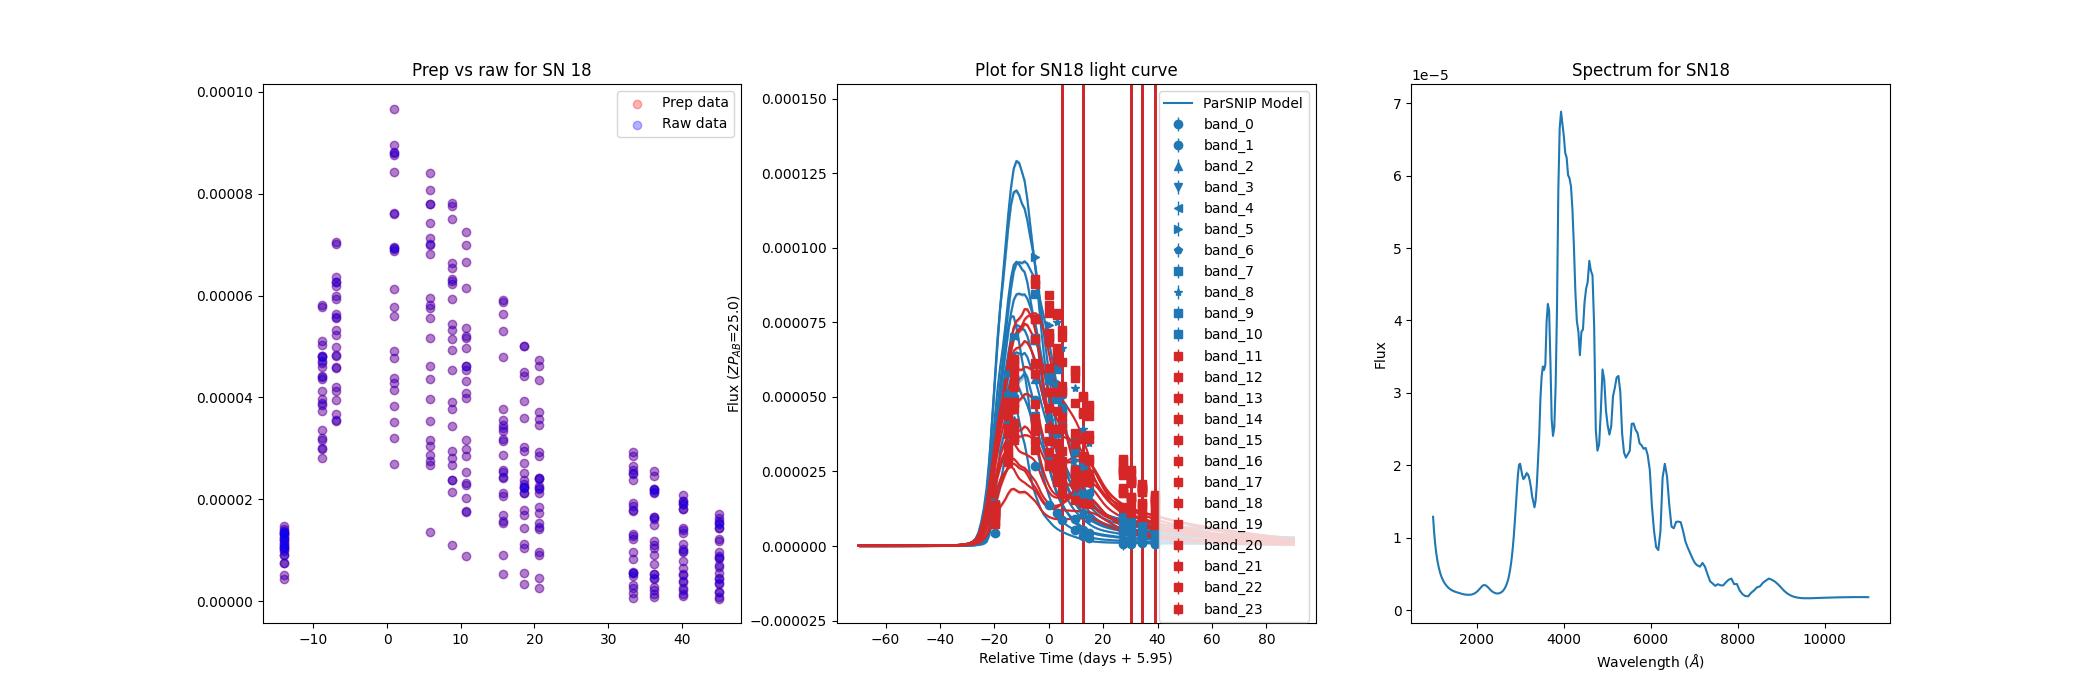 Prep vs raw for SN 18
0.00010
0.00008
0.00006
0.00004
0.00002
0.00000
−10
0
10
20
30
40
Prep data
Raw data
Plot for SN18 light curve
Flux (ZP_AB=25.0)
0.000150
0.000125
0.000100
0.000075
0.000050
0.000025
0.000000
−0.000025
−60
−40
−20
0
20
40
60
80
Relative Time (days + 5.95)
ParSNIP Model
band_0
band_1
band_2
band_3
band_4
band_5
band_6
band_7
band_8
band_9
band_10
band_11
band_12
band_13
band_14
band_15
band_16
band_17
band_18
band_19
band_20
band_21
band_22
band_23
Spectrum for SN18
1e−5
Flux
7
6
5
4
3
2
1
0
2000
4000
6000
8000
10000
Wavelength (Å)